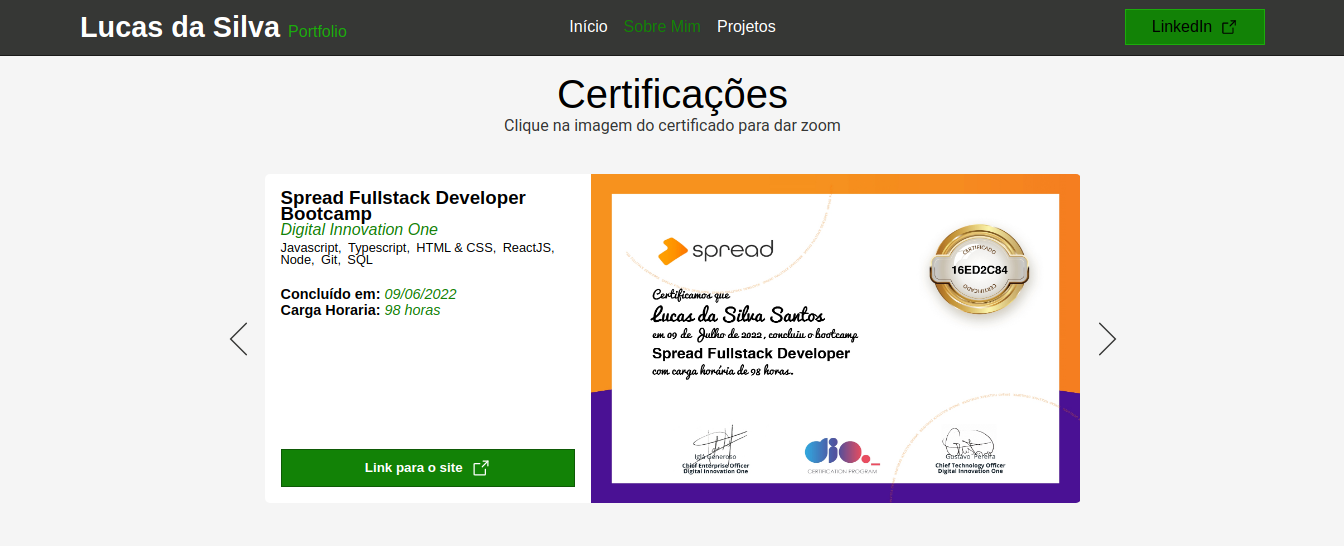 Lucas da Silva Portfolio
Início Sobre Mim Projetos
LinkedIn
Certificações
Clique na imagem do certificado para dar zoom
Spread Fullstack Developer
Bootcamp
Digital Innovation One
Javascript, Typescript, HTML & CSS, ReactJS,
Node, Git, SQL
Concluído em: 09/06/2022
Carga Horaria: 98 horas
Link para o site
spread
CERTIFICADO
16ED2C84
CERTIFICADO
Certificamos que
Lucas da Silva Santos
em 09 de Julho de 2022, concluiu o bootcamp
Spread Fullstack Developer
com carga horária de 98 horas.
Iglá Generoso
Chief Enterprise Officer
Digital Innovation One
dio._
CERTIFICATION PROGRAM
Gustavo Pereira
Chief Technology Officer
Digital Innovation One